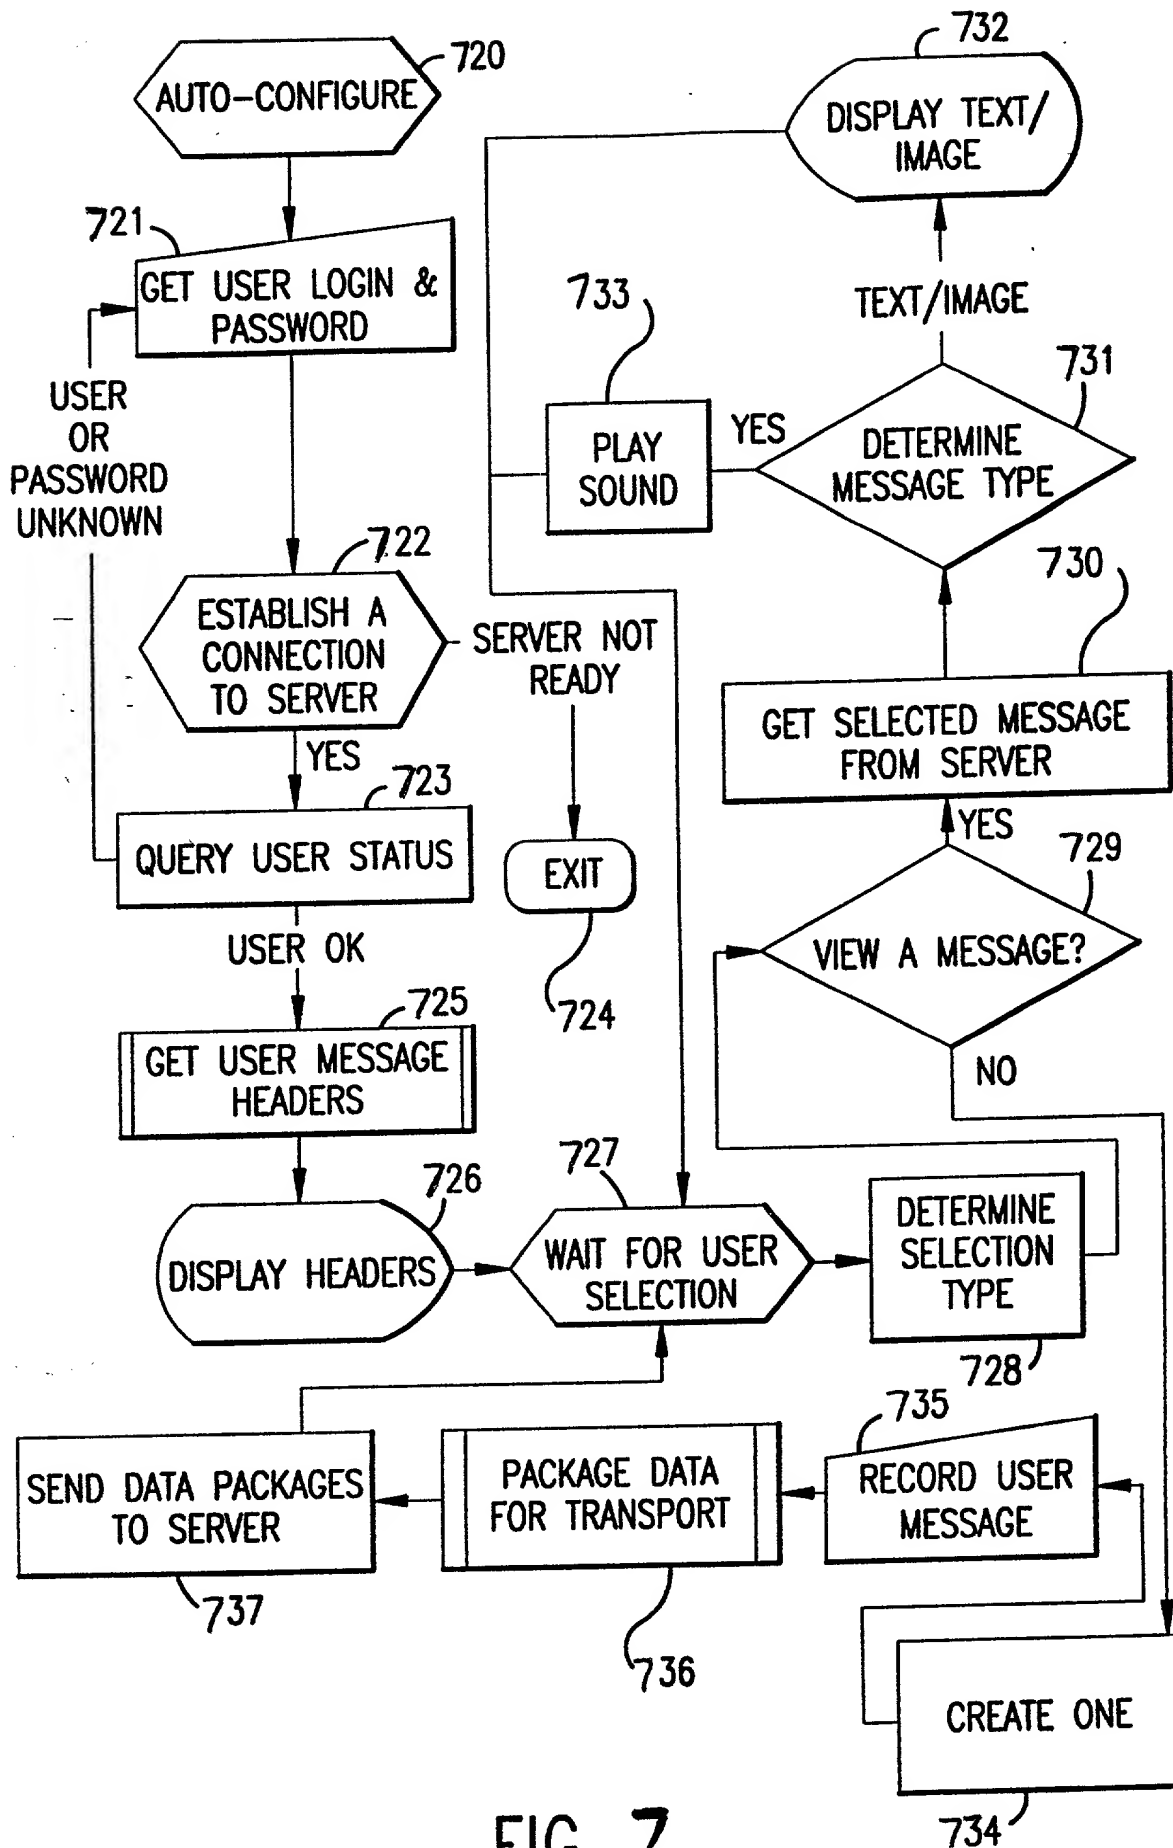 720
AUTO-CONFIGURE
721
GET USER LOGIN &
PASSWORD
USER
OR
PASSWORD
UNKNOWN
722
ESTABLISH A
CONNECTION
TO SERVER
SERVER NOT
READY
YES
723
QUERY USER STATUS
EXIT
724
USER OK
725
GET USER MESSAGE
HEADERS
726
DISPLAY HEADERS
727
WAIT FOR USER
SELECTION
DETERMINE
SELECTION
TYPE
728
VIEW A MESSAGE?
729
YES
NO
730
GET SELECTED MESSAGE
FROM SERVER
731
DETERMINE
MESSAGE TYPE
YES
733
PLAY
SOUND
TEXT/IMAGE
732
DISPLAY TEXT/
IMAGE
CREATE ONE
734
735
RECORD USER
MESSAGE
PACKAGE DATA
FOR TRANSPORT
736
SEND DATA PACKAGES
TO SERVER
737
FIG. 7